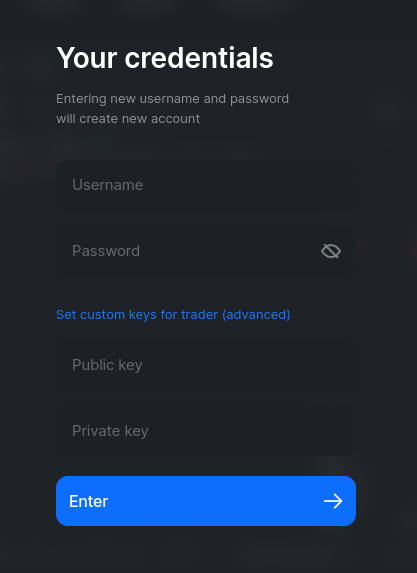 Your credentials
Entering new username and password
will create new account
Username
Password
Set custom keys for trader (advanced)
Public key
Private key
Enter